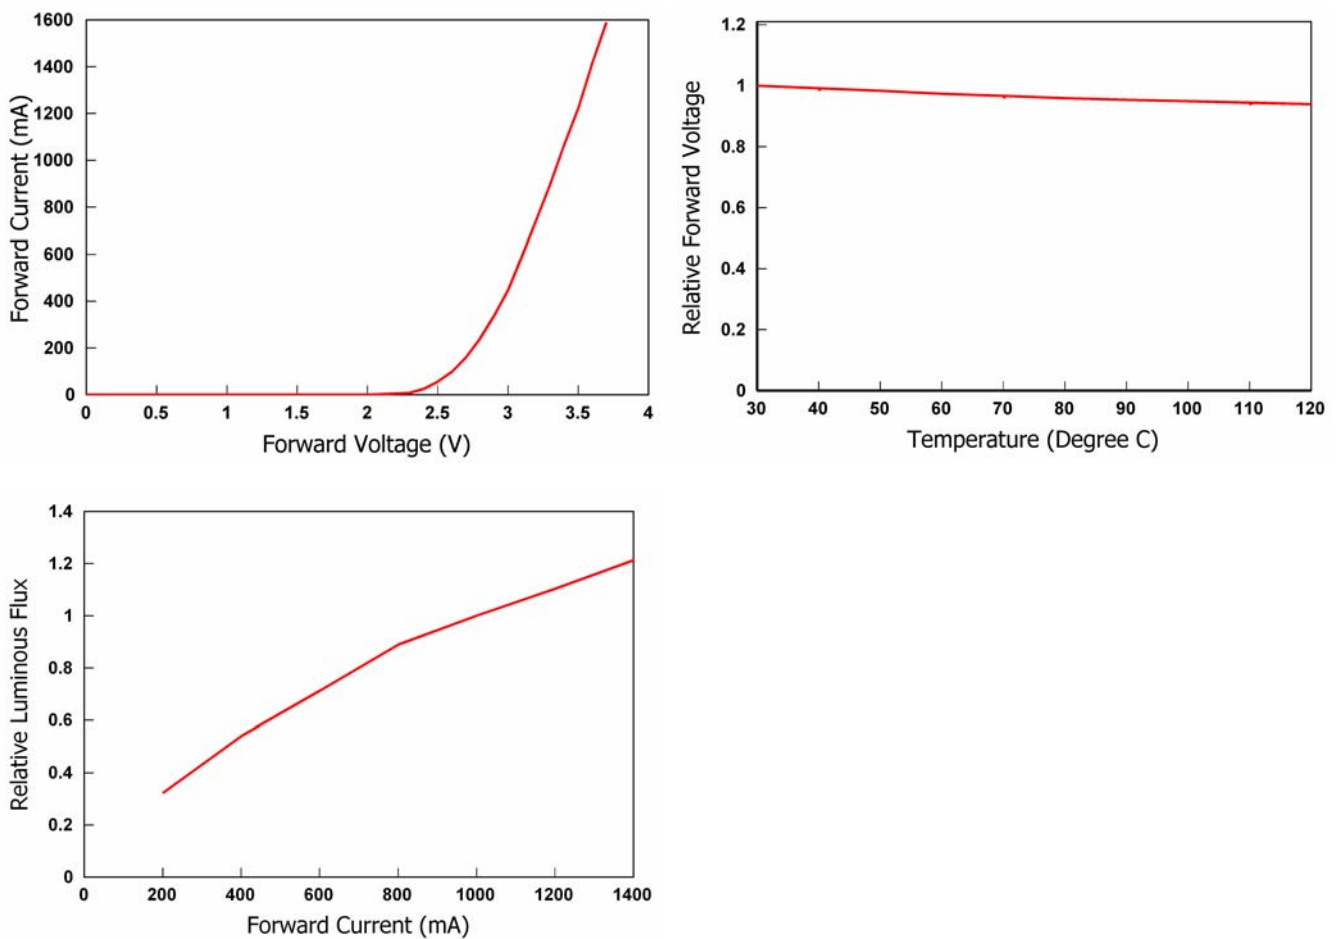 1600
1400
1200
1000
800
600
400
200
0
Forward Current (mA)
0 0.5 1 1.5 2 2.5 3 3.5 4
Forward Voltage (V)
1.2
1
0.8
0.6
0.4
0.2
0
Relative Forward Voltage
30 40 50 60 70 80 90 100 110 120
Temperature (Degree C)
1.4
1.2
1
0.8
0.6
0.4
0.2
0
Relative Luminous Flux
0 200 400 600 800 1000 1200 1400
Forward Current (mA)